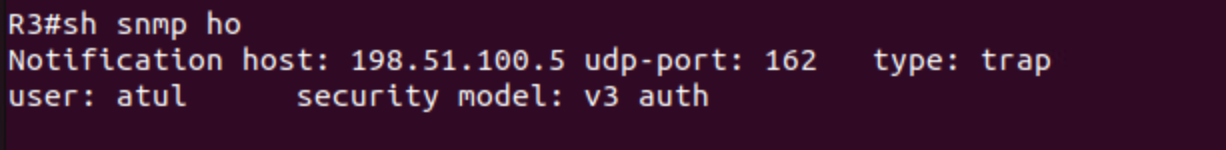 R3#sh snmp ho
Notification host: 198.51.100.5 udp-port: 162   type: trap
user: atul      security model: v3 auth